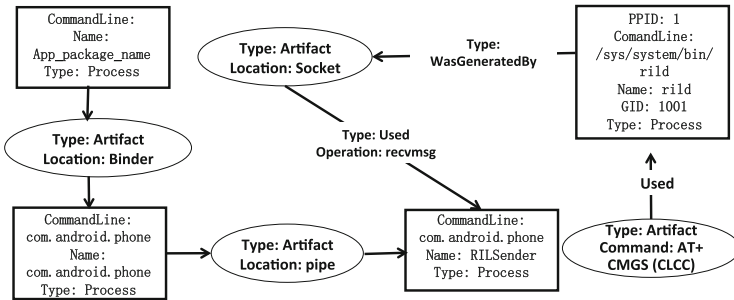 CommandLine:
Name:
App_package_name
Type: Process
Type: Artifact
Location: Socket
Type:
WasGeneratedBy
PPID: 1
ComandLine:
/sys/system/bin/
rild
Name: rild
GID: 1001
Type: Process
Type: Artifact
Location: Binder
Type: Used
Operation: recvmsg
Used
CommandLine:
com.android.phone
Name:
com.android.phone
Type: Process
Type: Artifact
Location: pipe
CommandLine:
com.android.phone
Name: RILSender
Type: Process
Type: Artifact
Command: AT+
CMGS (CLCC)